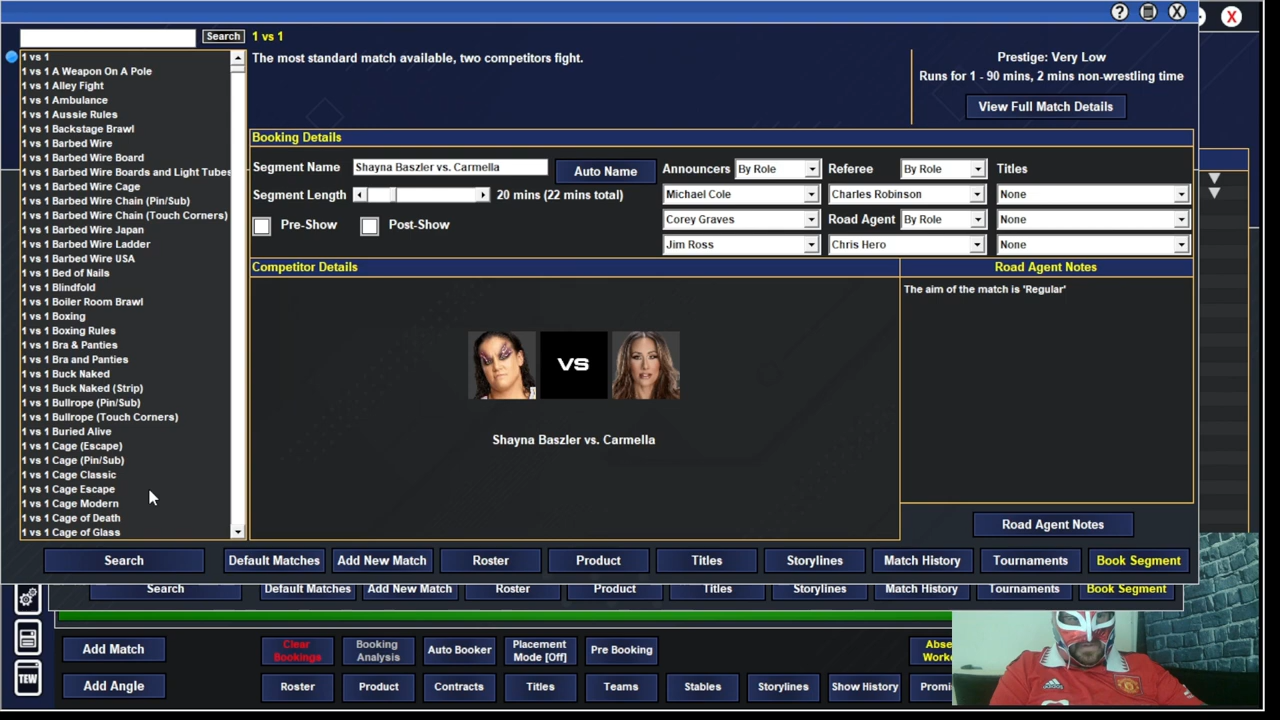 Search
1 vs 1
1 vs 1
1 vs 1 A Weapon On A Pole
1 vs 1 Alley Fight
1 vs 1 Ambulance
1 vs 1 Aussie Rules
1 vs 1 Backstage Brawl
1 vs 1 Barbed Wire
1 vs 1 Barbed Wire Board
1 vs 1 Barbed Wire Boards and Light Tubes
1 vs 1 Barbed Wire Cage
1 vs 1 Barbed Wire Chain (Pin/Sub)
1 vs 1 Barbed Wire Chain (Touch Corners)
1 vs 1 Barbed Wire Japan
1 vs 1 Barbed Wire Ladder
1 vs 1 Barbed Wire USA
1 vs 1 Bed of Nails
1 vs 1 Blindfold
1 vs 1 Boiler Room Brawl
1 vs 1 Boxing
1 vs 1 Boxing Rules
1 vs 1 Bra & Panties
1 vs 1 Bra and Panties
1 vs 1 Buck Naked
1 vs 1 Buck Naked (Strip)
1 vs 1 Bullrope (Pin/Sub)
1 vs 1 Bullrope (Touch Corners)
1 vs 1 Buried Alive
1 vs 1 Cage (Escape)
1 vs 1 Cage (Pin/Sub)
1 vs 1 Cage Classic
1 vs 1 Cage Escape
1 vs 1 Cage Modern
1 vs 1 Cage of Death
1 vs 1 Cage of Glass
The most standard match available, two competitors fight.
Prestige: Very Low
Runs for 1 - 90 mins, 2 mins non-wrestling time
View Full Match Details
Booking Details
Segment Name Shayna Baszler vs. Carmella Auto Name Announcers By Role Referee By Role Titles
Segment Length 20 mins (22 mins total) Michael Cole Charles Robinson None
Pre-Show Post-Show Corey Graves Road Agent By Role None
Jim Ross Chris Hero None
Competitor Details
Road Agent Notes
The aim of the match is 'Regular'
VS
Shayna Baszler vs. Carmella
Road Agent Notes
Search Default Matches Add New Match Roster Product Titles Storylines Match History Tournaments Book Segment
Search Default Matches Add New Match Roster Product Titles Storylines Match History Tournaments Book Segment
Add Match Clear Bookings Booking Analysis Auto Booker Placement Mode [Off] Pre Booking Abse Work
TEW Add Angle Roster Product Contracts Titles Teams Stables Storylines Show History Promi
adidas